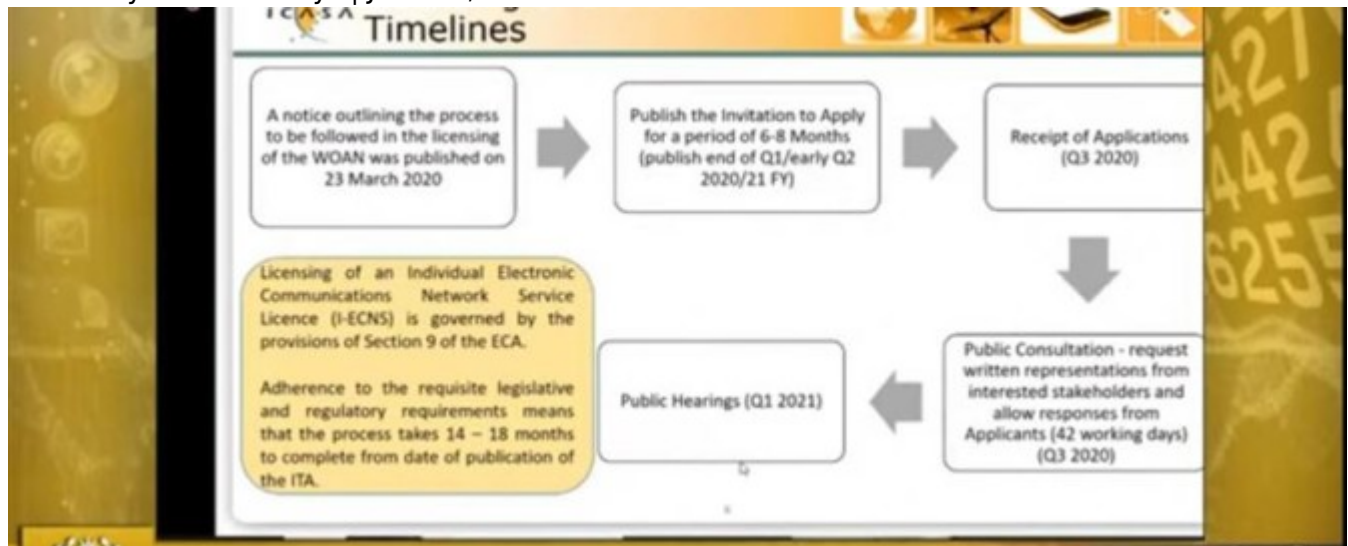 ICASA
Timelines
A notice outlining the process
to be followed in the licensing
of the WOAN was published on
23 March 2020
Publish the Invitation to Apply
for a period of 6-8 Months
(publish end of Q1/early Q2
2020/21 FY)
Receipt of Applications
(Q3 2020)
Public Consultation - request
written representations from
interested stakeholders and
allow responses from
Applicants (42 working days)
(Q3 2020)
Public Hearings (Q1 2021)
Licensing of an Individual Electronic
Communications Network Service
Licence (I-ECNS) is governed by the
provisions of Section 9 of the ECA.
Adherence to the requisite legislative
and regulatory requirements means
that the process takes 14 – 18 months
to complete from date of publication of
the ITA.
427
442
6255